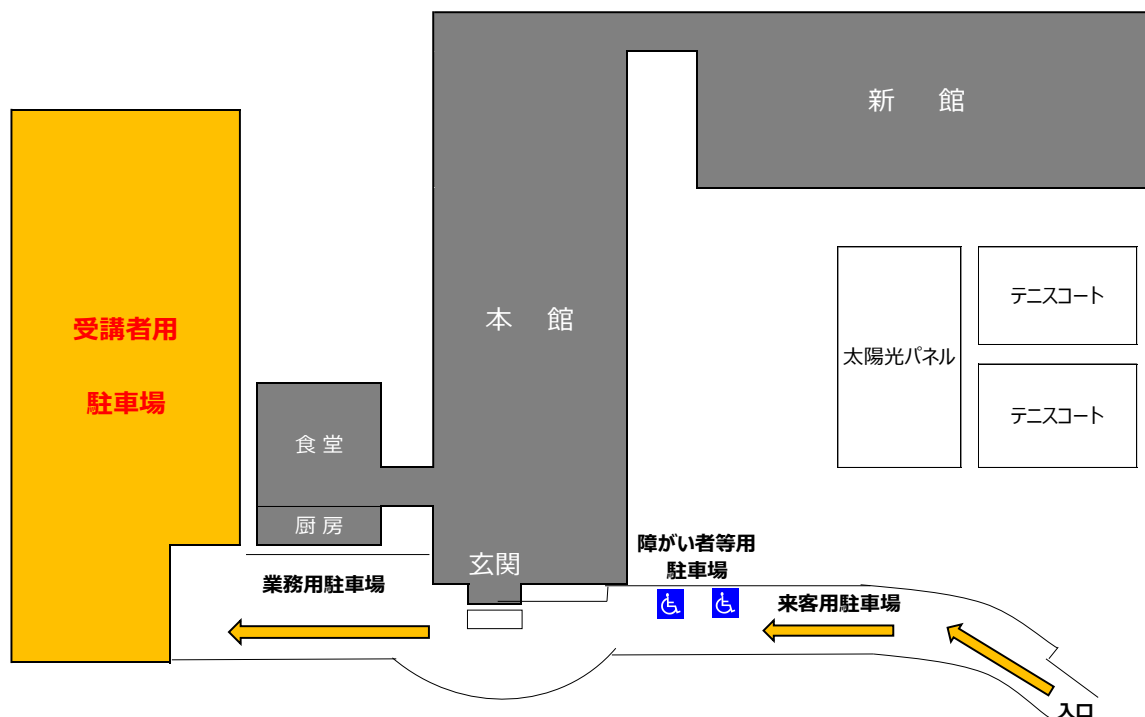 新 館
本 館
テニスコート
太陽光パネル
テニスコート
受講者用
駐車場
食 堂
厨 房
玄関
障がい者等用
駐車場
業務用駐車場
来客用駐車場
入口